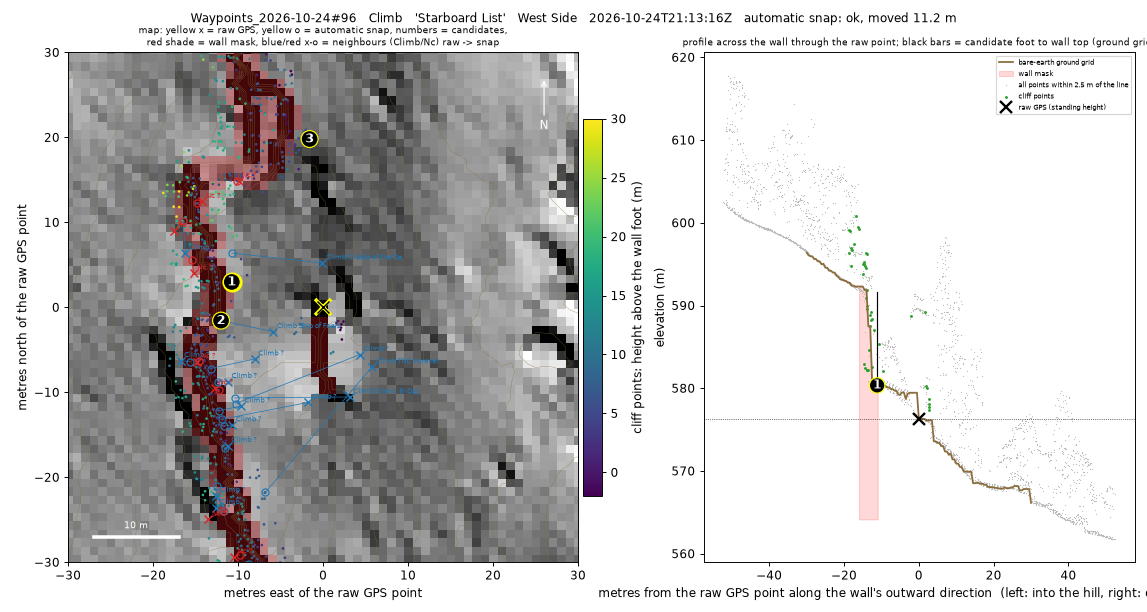 Waypoints_2026-10-24#96 Climb 'Starboard List' West Side 2026-10-24T21:13:16Z automatic snap: ok, moved 11.2 m
map: yellow x = raw GPS, yellow o = automatic snap, numbers = candidates,
red shade = wall mask, blue/red x-o = neighbours (Climb/Nc) raw -> snap
profile across the wall through the raw point; black bars = candidate foot to wall top (ground gri
30
20
10
0
−10
−20
−30
metres north of the raw GPS point
−30
−20
−10
0
10
20
30
metres east of the raw GPS point
N
10 m
1
2
3
Climb ?
Climb ?
Climb ?
Climb ?
Climb ?
30
25
20
15
10
5
0
cliff points: height above the wall foot (m)
620
610
600
590
580
570
560
elevation (m)
bare-earth ground grid
wall mask
all points within 2.5 m of the line
cliff points
raw GPS (standing height)
1
−40
−20
0
20
40
metres from the raw GPS point along the wall's outward direction (left: into the hill, right: